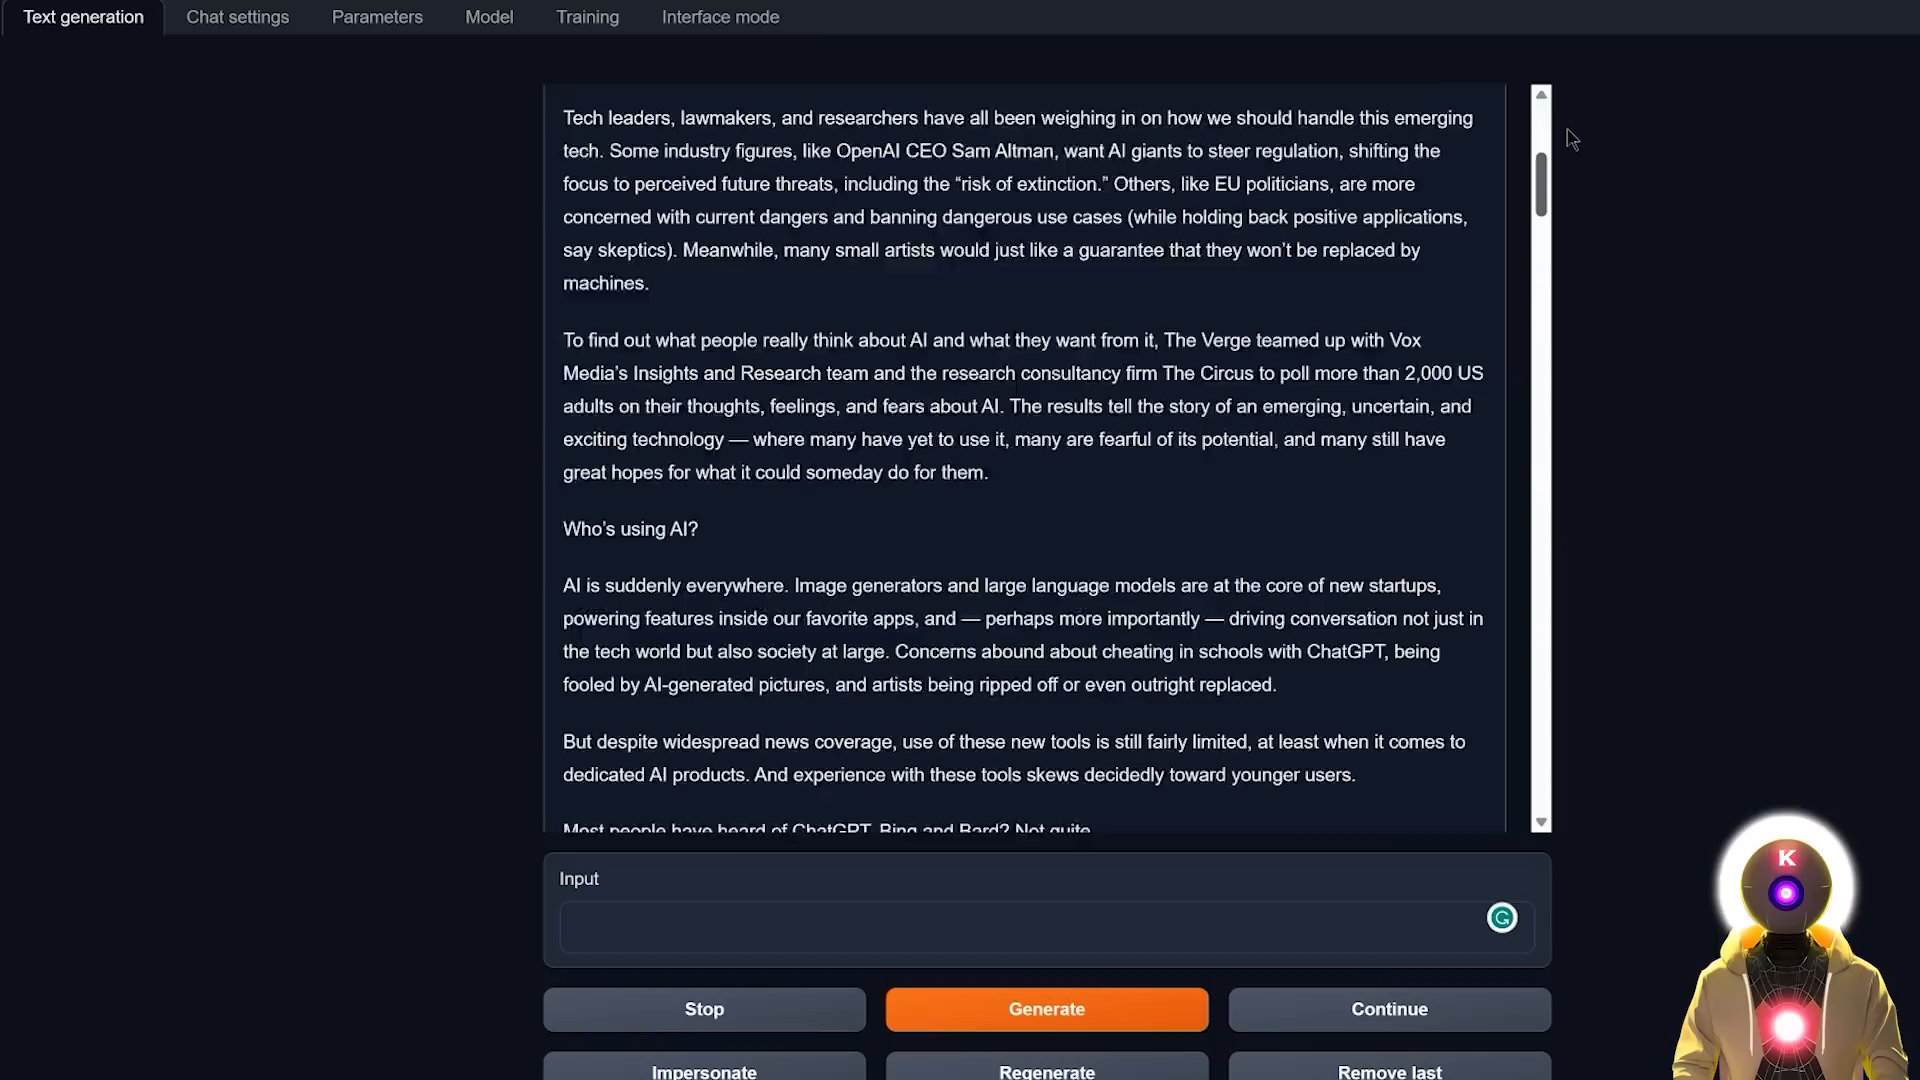 Text generation
Chat settings
Parameters
Model
Training
Interface mode
Tech leaders, lawmakers, and researchers have all been weighing in on how we should handle this emerging
tech. Some industry figures, like OpenAI CEO Sam Altman, want AI giants to steer regulation, shifting the
focus to perceived future threats, including the “risk of extinction.” Others, like EU politicians, are more
concerned with current dangers and banning dangerous use cases (while holding back positive applications,
say skeptics). Meanwhile, many small artists would just like a guarantee that they won’t be replaced by
machines.
To find out what people really think about AI and what they want from it, The Verge teamed up with Vox
Media’s Insights and Research team and the research consultancy firm The Circus to poll more than 2,000 US
adults on their thoughts, feelings, and fears about AI. The results tell the story of an emerging, uncertain, and
exciting technology — where many have yet to use it, many are fearful of its potential, and many still have
great hopes for what it could someday do for them.
Who’s using AI?
AI is suddenly everywhere. Image generators and large language models are at the core of new startups,
powering features inside our favorite apps, and — perhaps more importantly — driving conversation not just in
the tech world but also society at large. Concerns abound about cheating in schools with ChatGPT, being
fooled by AI-generated pictures, and artists being ripped off or even outright replaced.
But despite widespread news coverage, use of these new tools is still fairly limited, at least when it comes to
dedicated AI products. And experience with these tools skews decidedly toward younger users.
Most people have heard of ChatGPT. Bing and Bard? Not quite
Input
K
Stop
Generate
Continue
Impersonate
Regenerate
Remove last